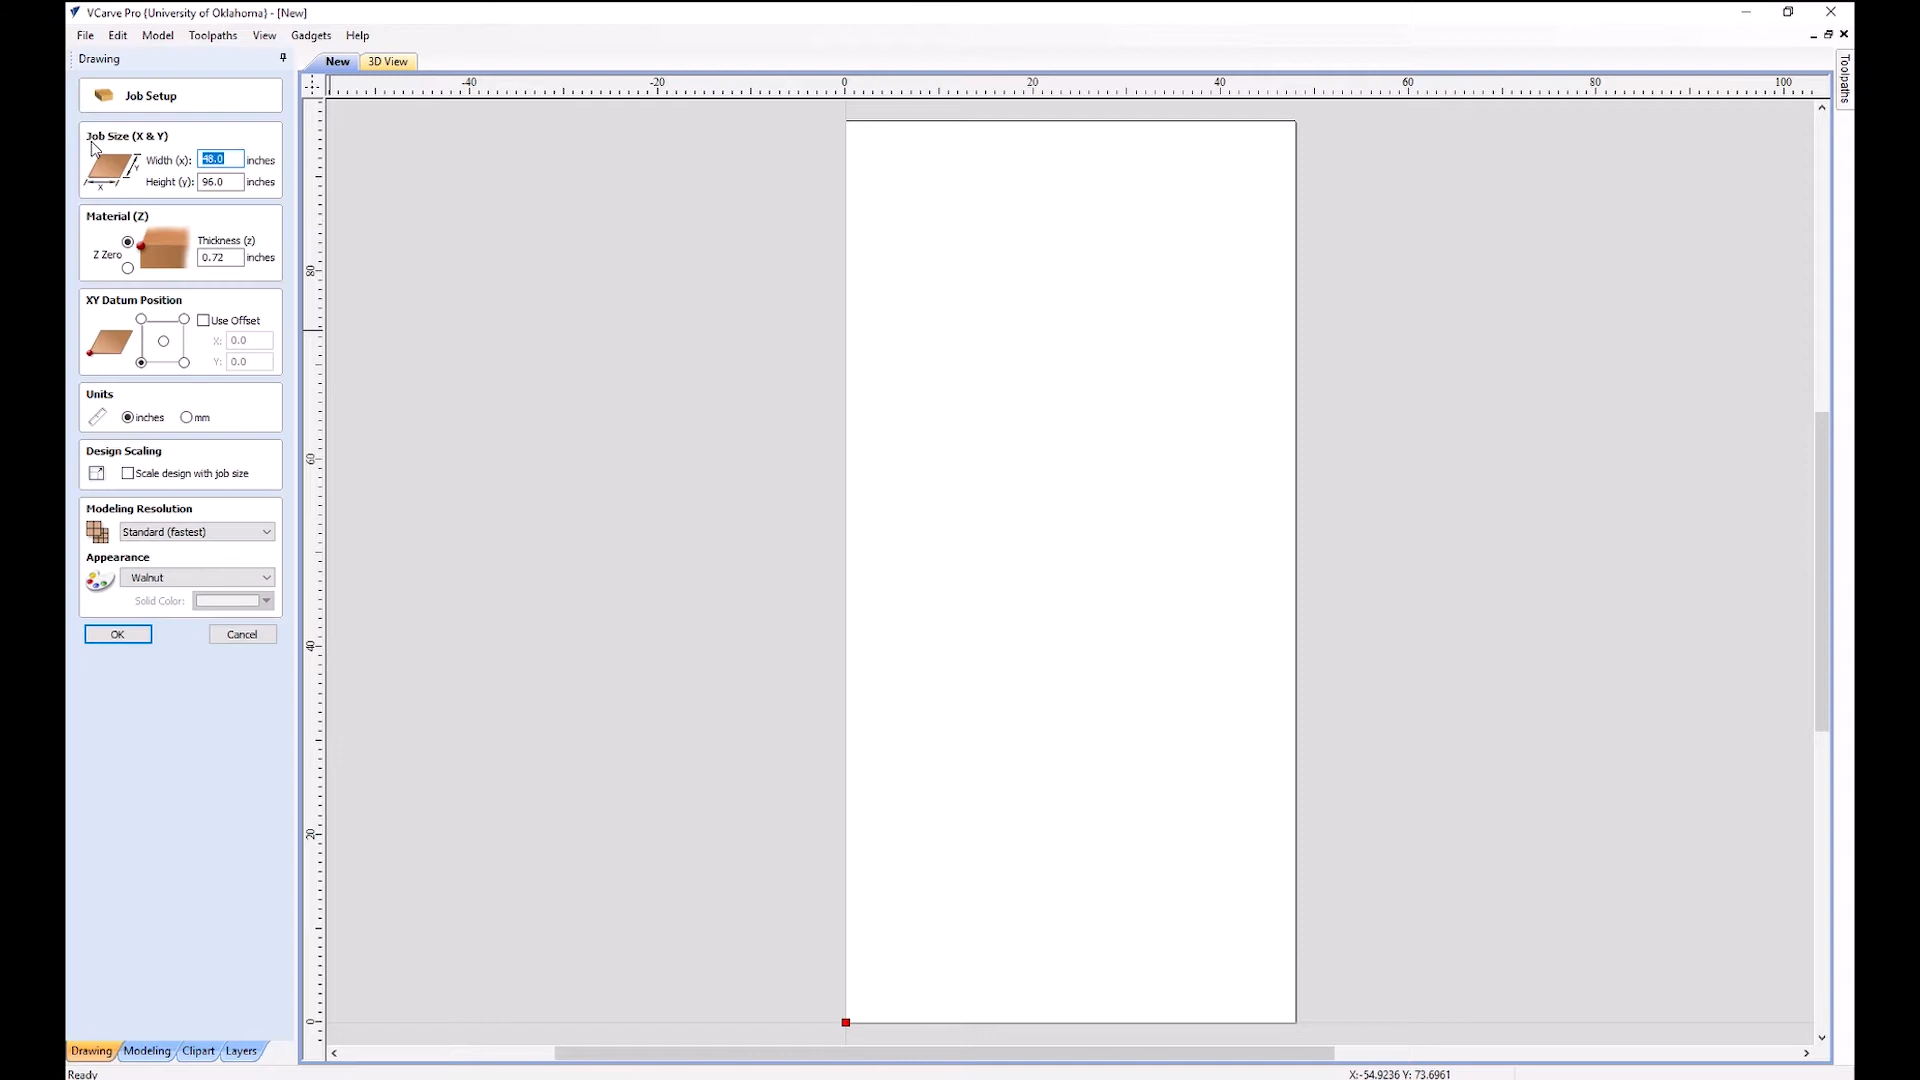 VCarve Pro {University of Oklahoma} - [New]
File Edit Model Toolpaths View Gadgets Help
Drawing
New 3D View
Toolpaths
-40 -20 0 20 40 60 80 100
80
60
40
20
0
Job Setup
Job Size (X & Y)
Width (x): 48.0 inches
Height (y): 96.0 inches
Y
X
Material (Z)
Z Zero
Thickness (z)
0.72 inches
XY Datum Position
Use Offset
X: 0.0
Y: 0.0
Units
inches mm
Design Scaling
Scale design with job size
Modeling Resolution
Standard (fastest)
Appearance
Walnut
Solid Color:
OK Cancel
Drawing Modeling Clipart Layers
Ready
X:-54.9236 Y: 73.6961